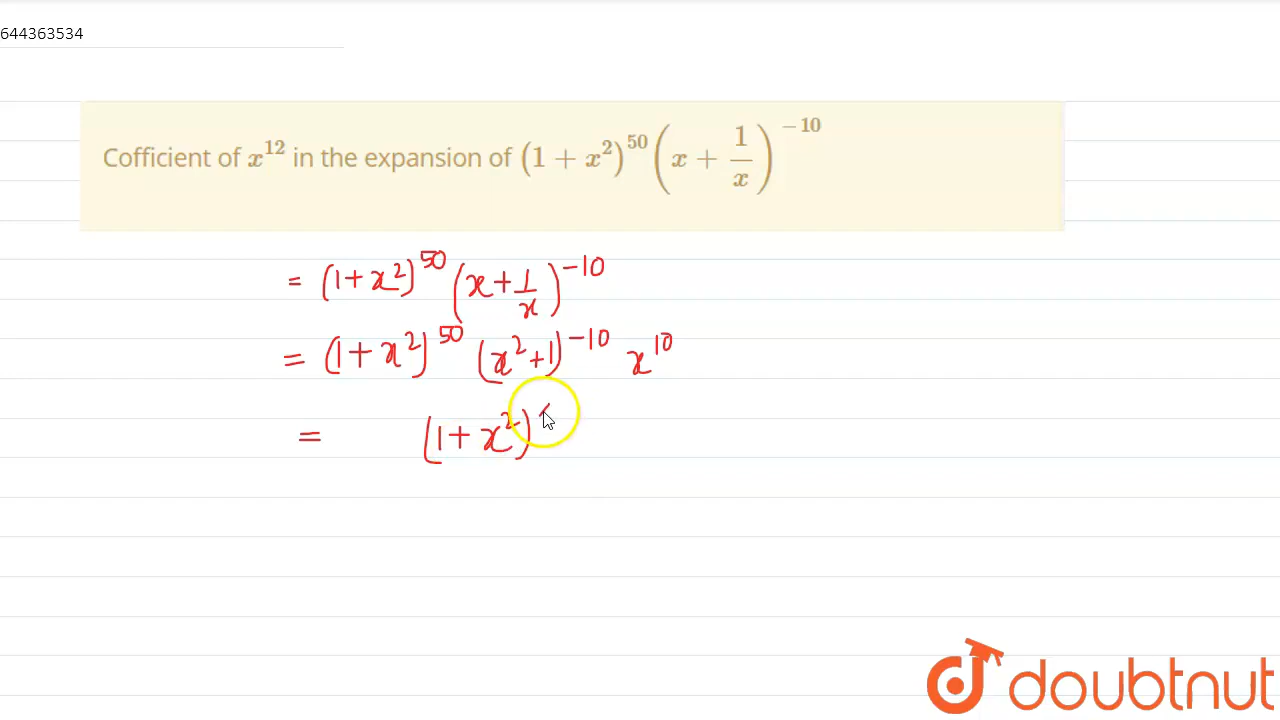 644363534
Cofficient of x^12 in the expansion of (1 + x^2)^50 (x + 1/x)^-10
= (1+x^2)^50 (x+1/x)^-10
= (1+x^2)^50 (x^2+1)^-10 x^10
= (1+x^2)
doubtnut